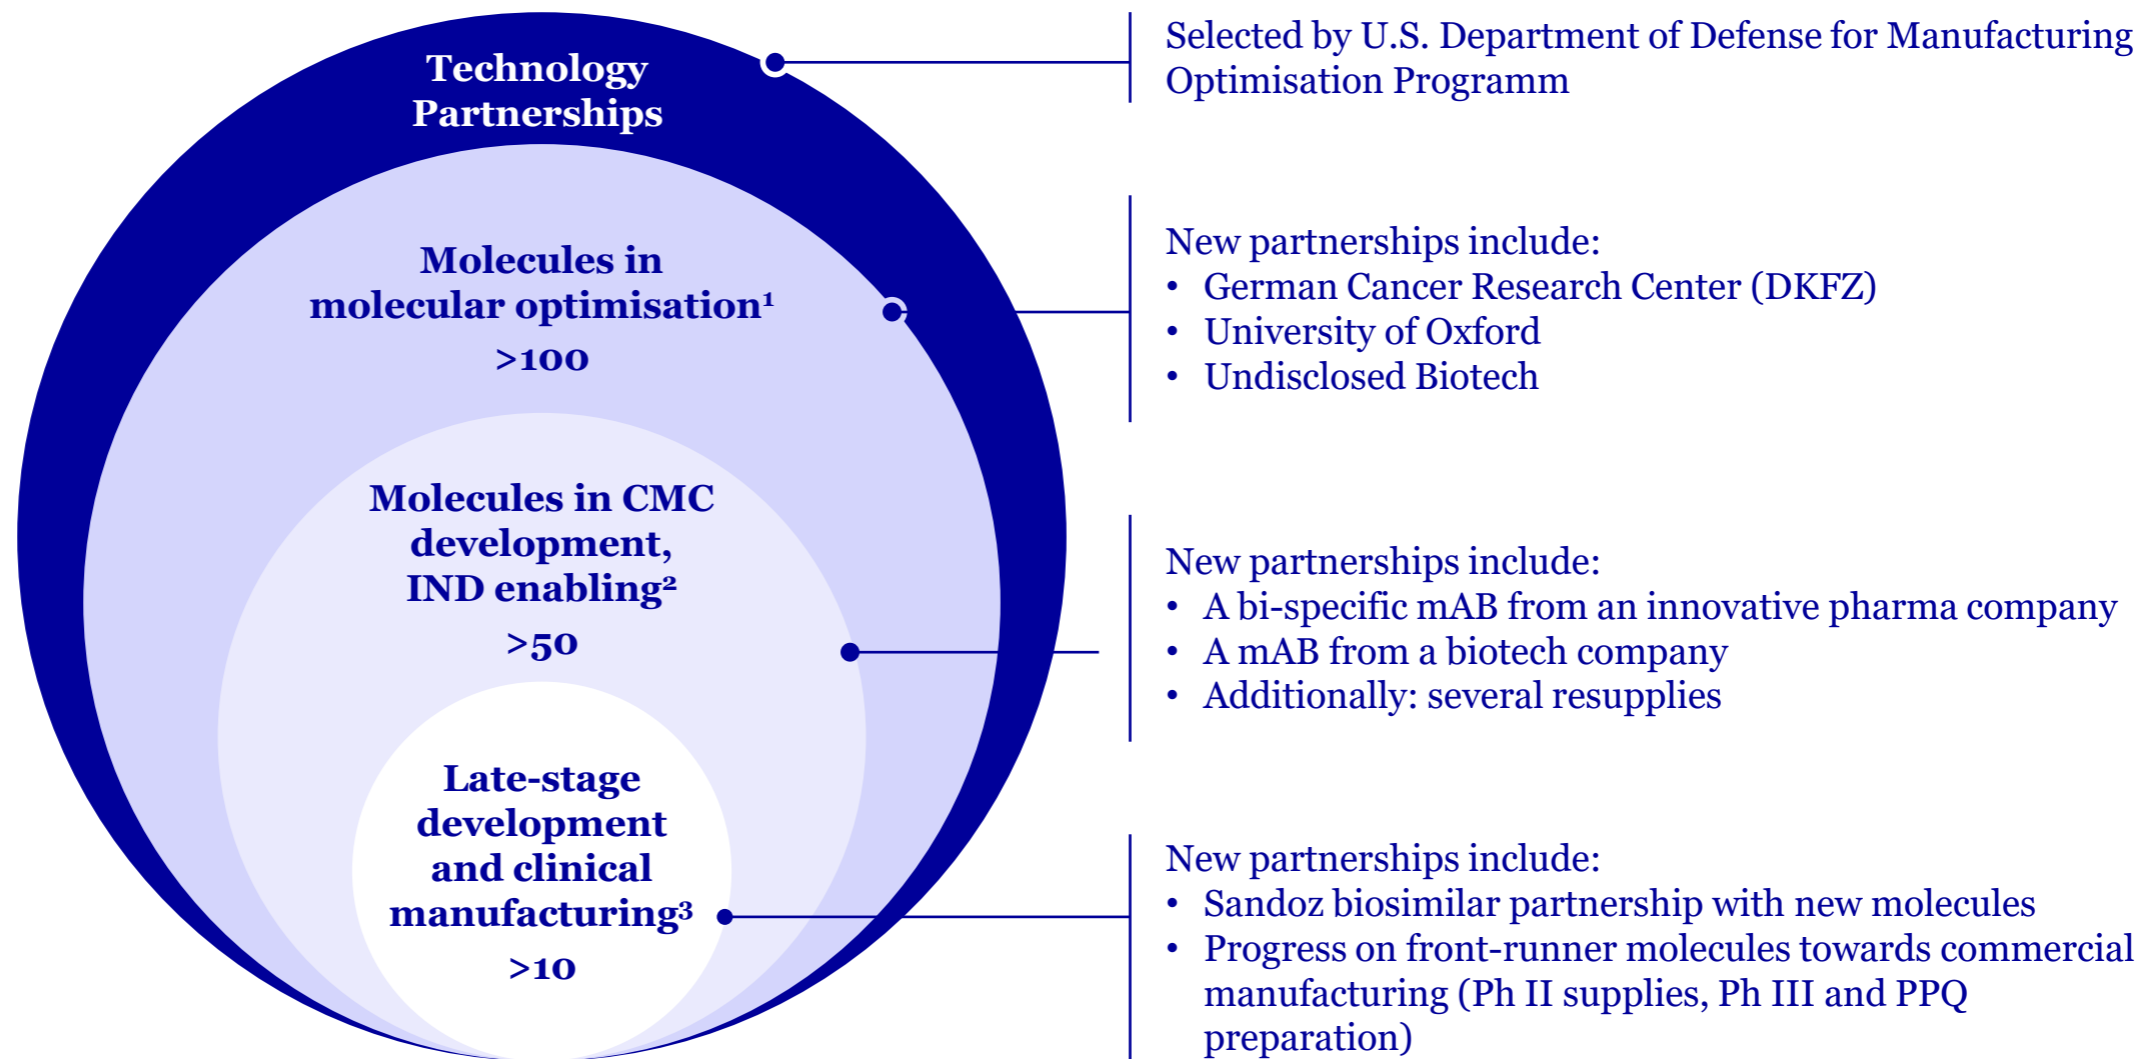 Technology
Partnerships
Selected by U.S. Department of Defense for Manufacturing
Optimisation Programm
Molecules in
molecular optimisation¹
>100
New partnerships include:
• German Cancer Research Center (DKFZ)
• University of Oxford
• Undisclosed Biotech
Molecules in CMC
development,
IND enabling²
>50
New partnerships include:
• A bi-specific mAB from an innovative pharma company
• A mAB from a biotech company
• Additionally: several resupplies
Late-stage
development
and clinical
manufacturing³
>10
New partnerships include:
• Sandoz biosimilar partnership with new molecules
• Progress on front-runner molecules towards commercial
manufacturing (Ph II supplies, Ph III and PPQ
preparation)